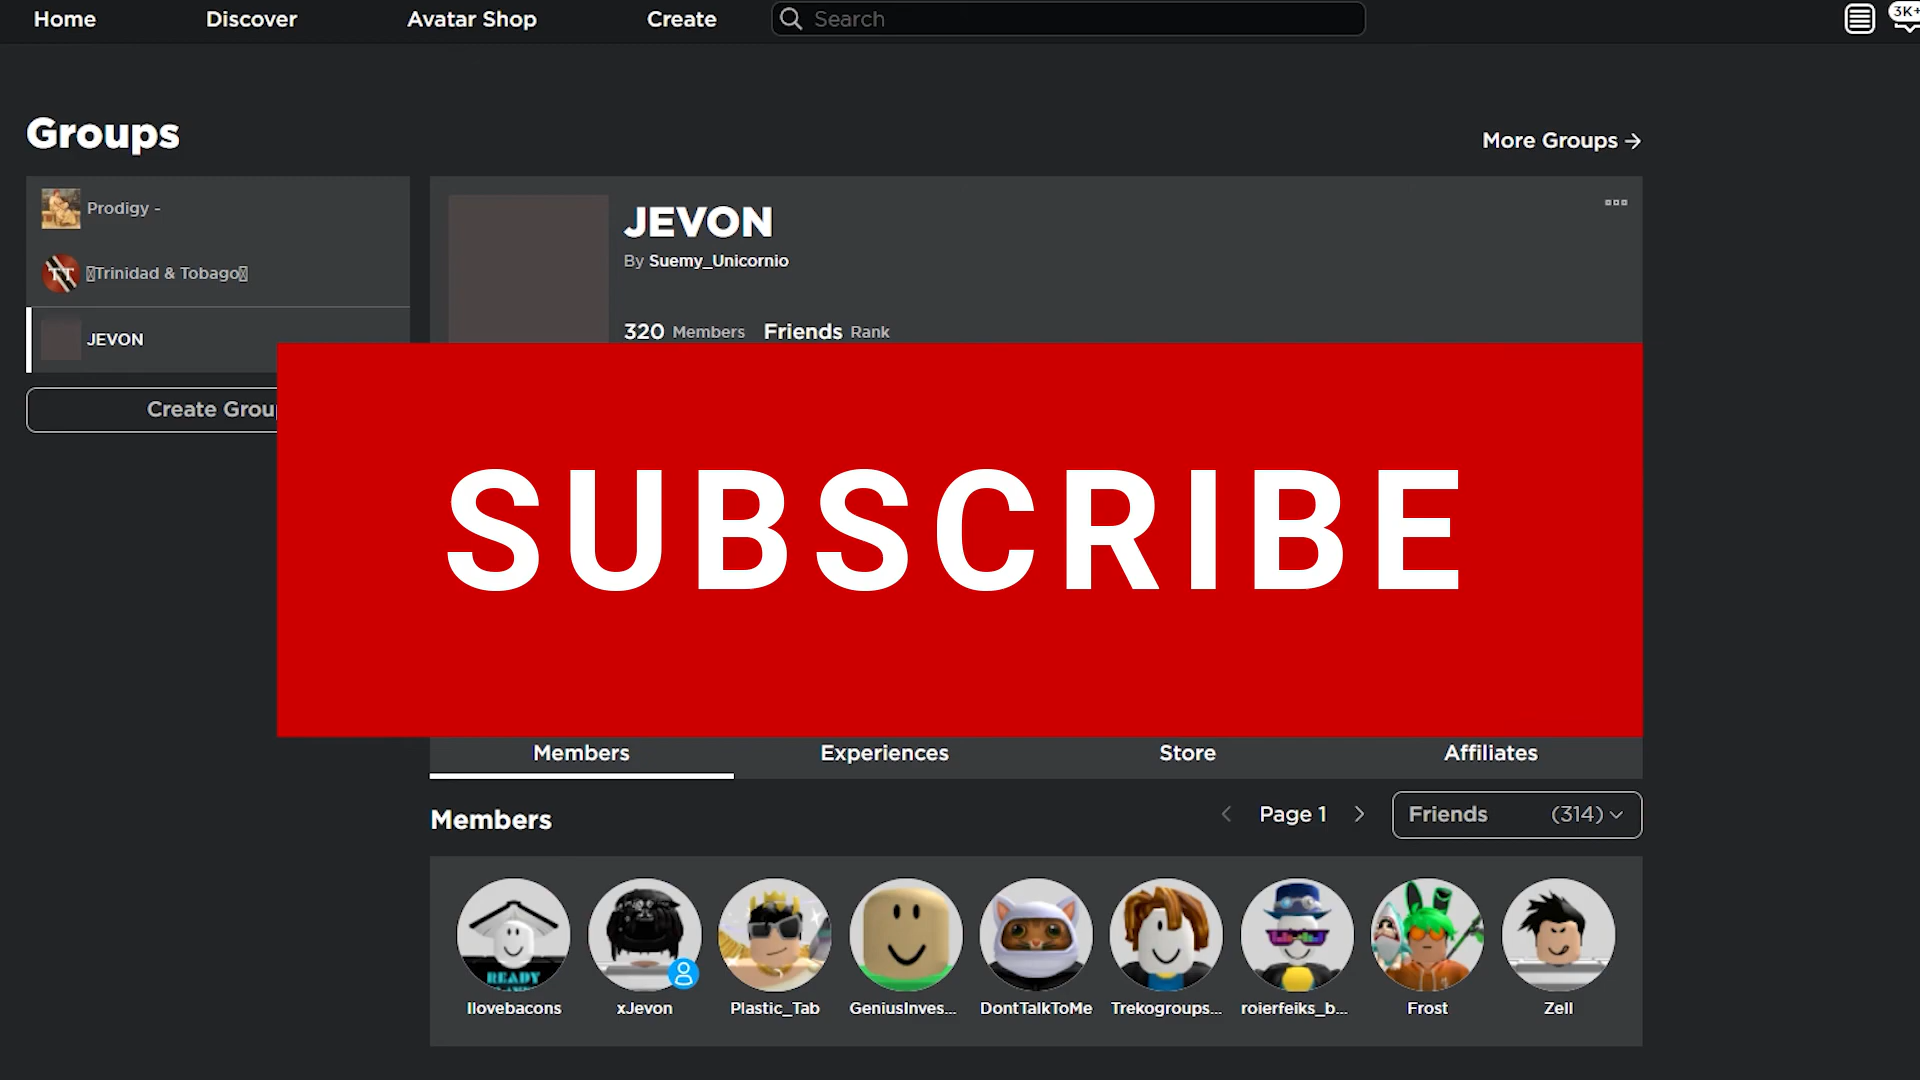 Home Discover Avatar Shop Create Search 3K+
Groups
More Groups
Prodigy -
Trinidad & Tobago
JEVON
Create Grou
JEVON
By Suemy_Unicornio
320 Members Friends Rank
SUBSCRIBE
Members Experiences Store Affiliates
Members
Page 1
Friends (314)
READY
Ilovebacons xJevon Plastic_Tab GeniusInves... DontTalkToMe Trekogroups... roierfeiks_b... Frost Zell